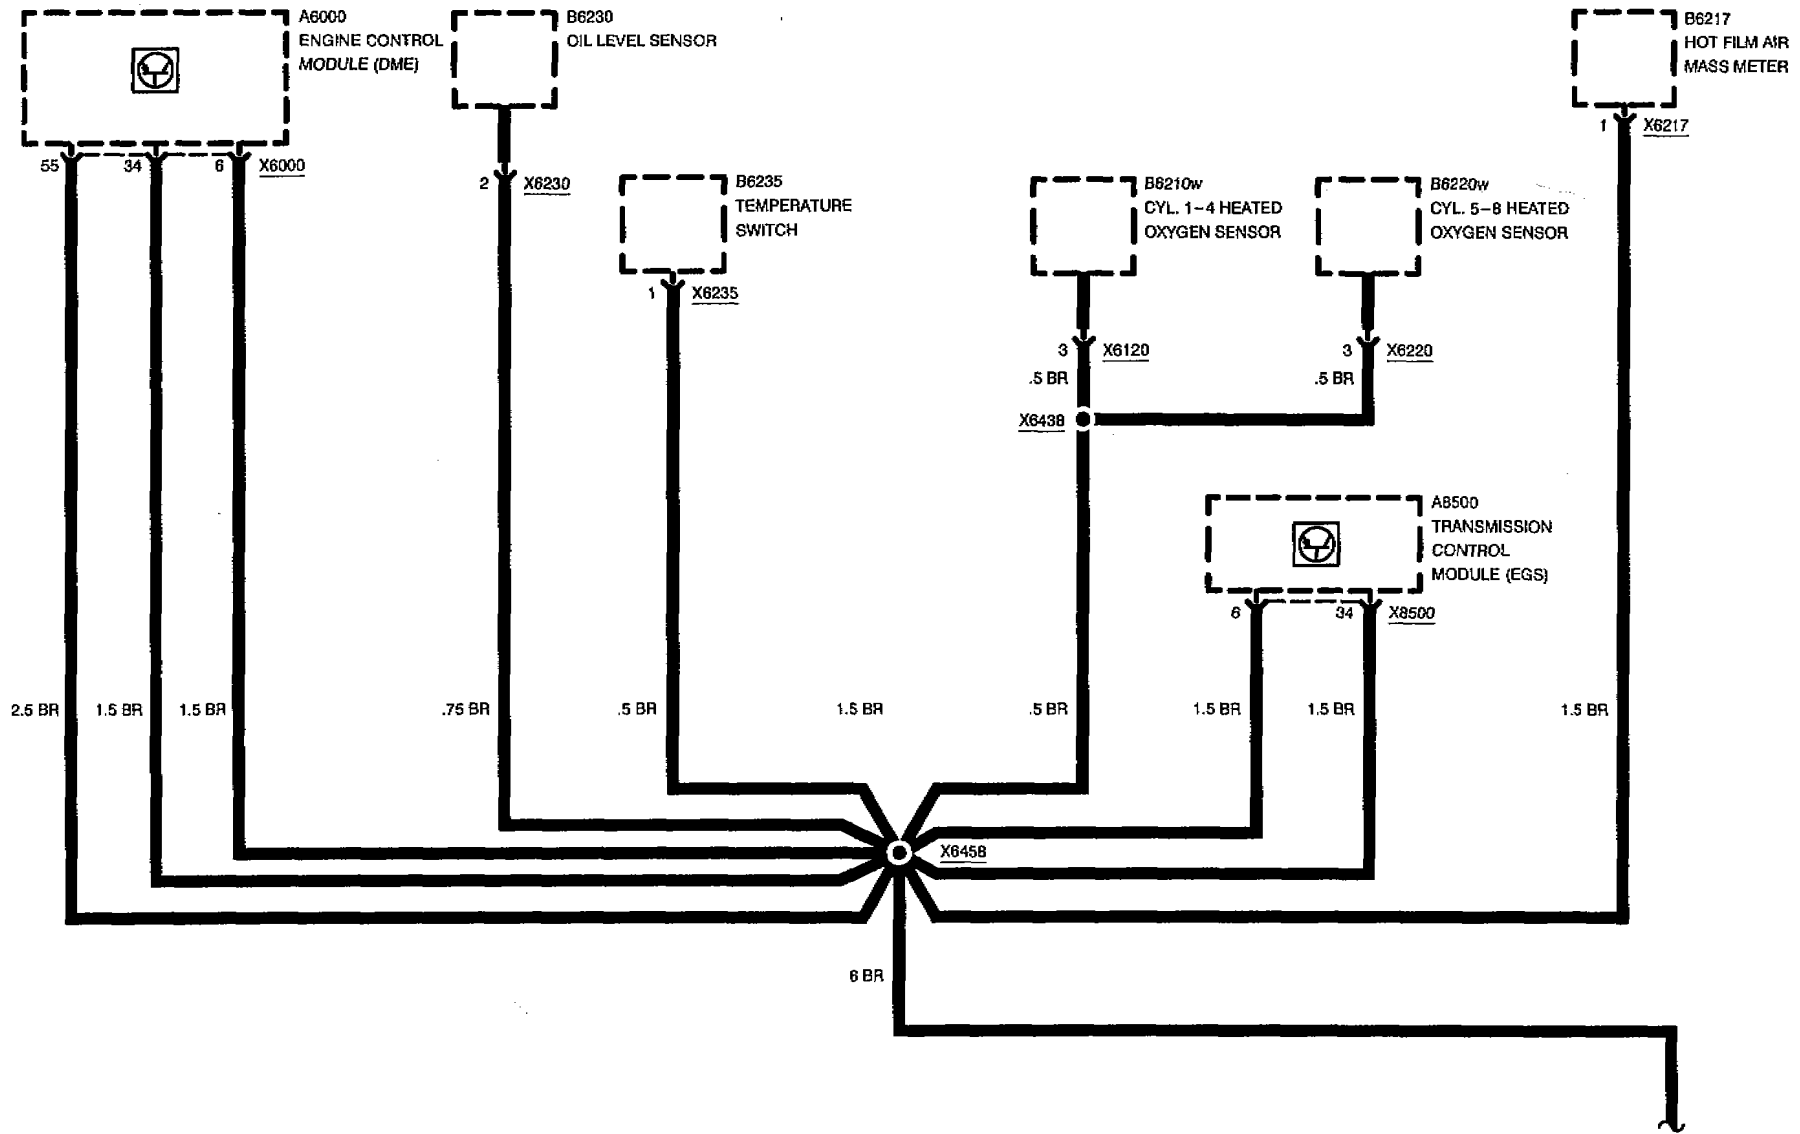 A6000
ENGINE CONTROL
MODULE (DME)
B6230
OIL LEVEL SENSOR
B6217
HOT FILM AIR
MASS METER
1
X6217
55
34
6
X6000
2
X6230
B6235
TEMPERATURE
SWITCH
B6210w
CYL. 1-4 HEATED
OXYGEN SENSOR
B6220w
CYL. 5-8 HEATED
OXYGEN SENSOR
1
X6235
3
X6120
3
X6220
.5 BR
.5 BR
X6438
A8500
TRANSMISSION
CONTROL
MODULE (EGS)
6
34
X8500
2.5 BR
1.5 BR
1.5 BR
.75 BR
.5 BR
1.5 BR
.5 BR
1.5 BR
1.5 BR
1.5 BR
X6458
6 BR